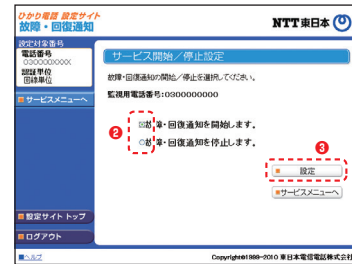 ひかり電話 設定サイト
故障・回復通知
NTT東日本
設定対象番号
電話番号
030000XXXX
認証単位
回線単位
サービスメニューへ
サービス開始／停止設定
故障・回復通知の開始／停止を選択してください。
監視用電話番号:0300000000
❷
故障・回復通知を開始します。
故障・回復通知を停止します。
❸
設定
サービスメニューへ
設定サイト トップ
ログアウト
ヘルプ
Copyright©1999-2010 東日本電信電話株式会社